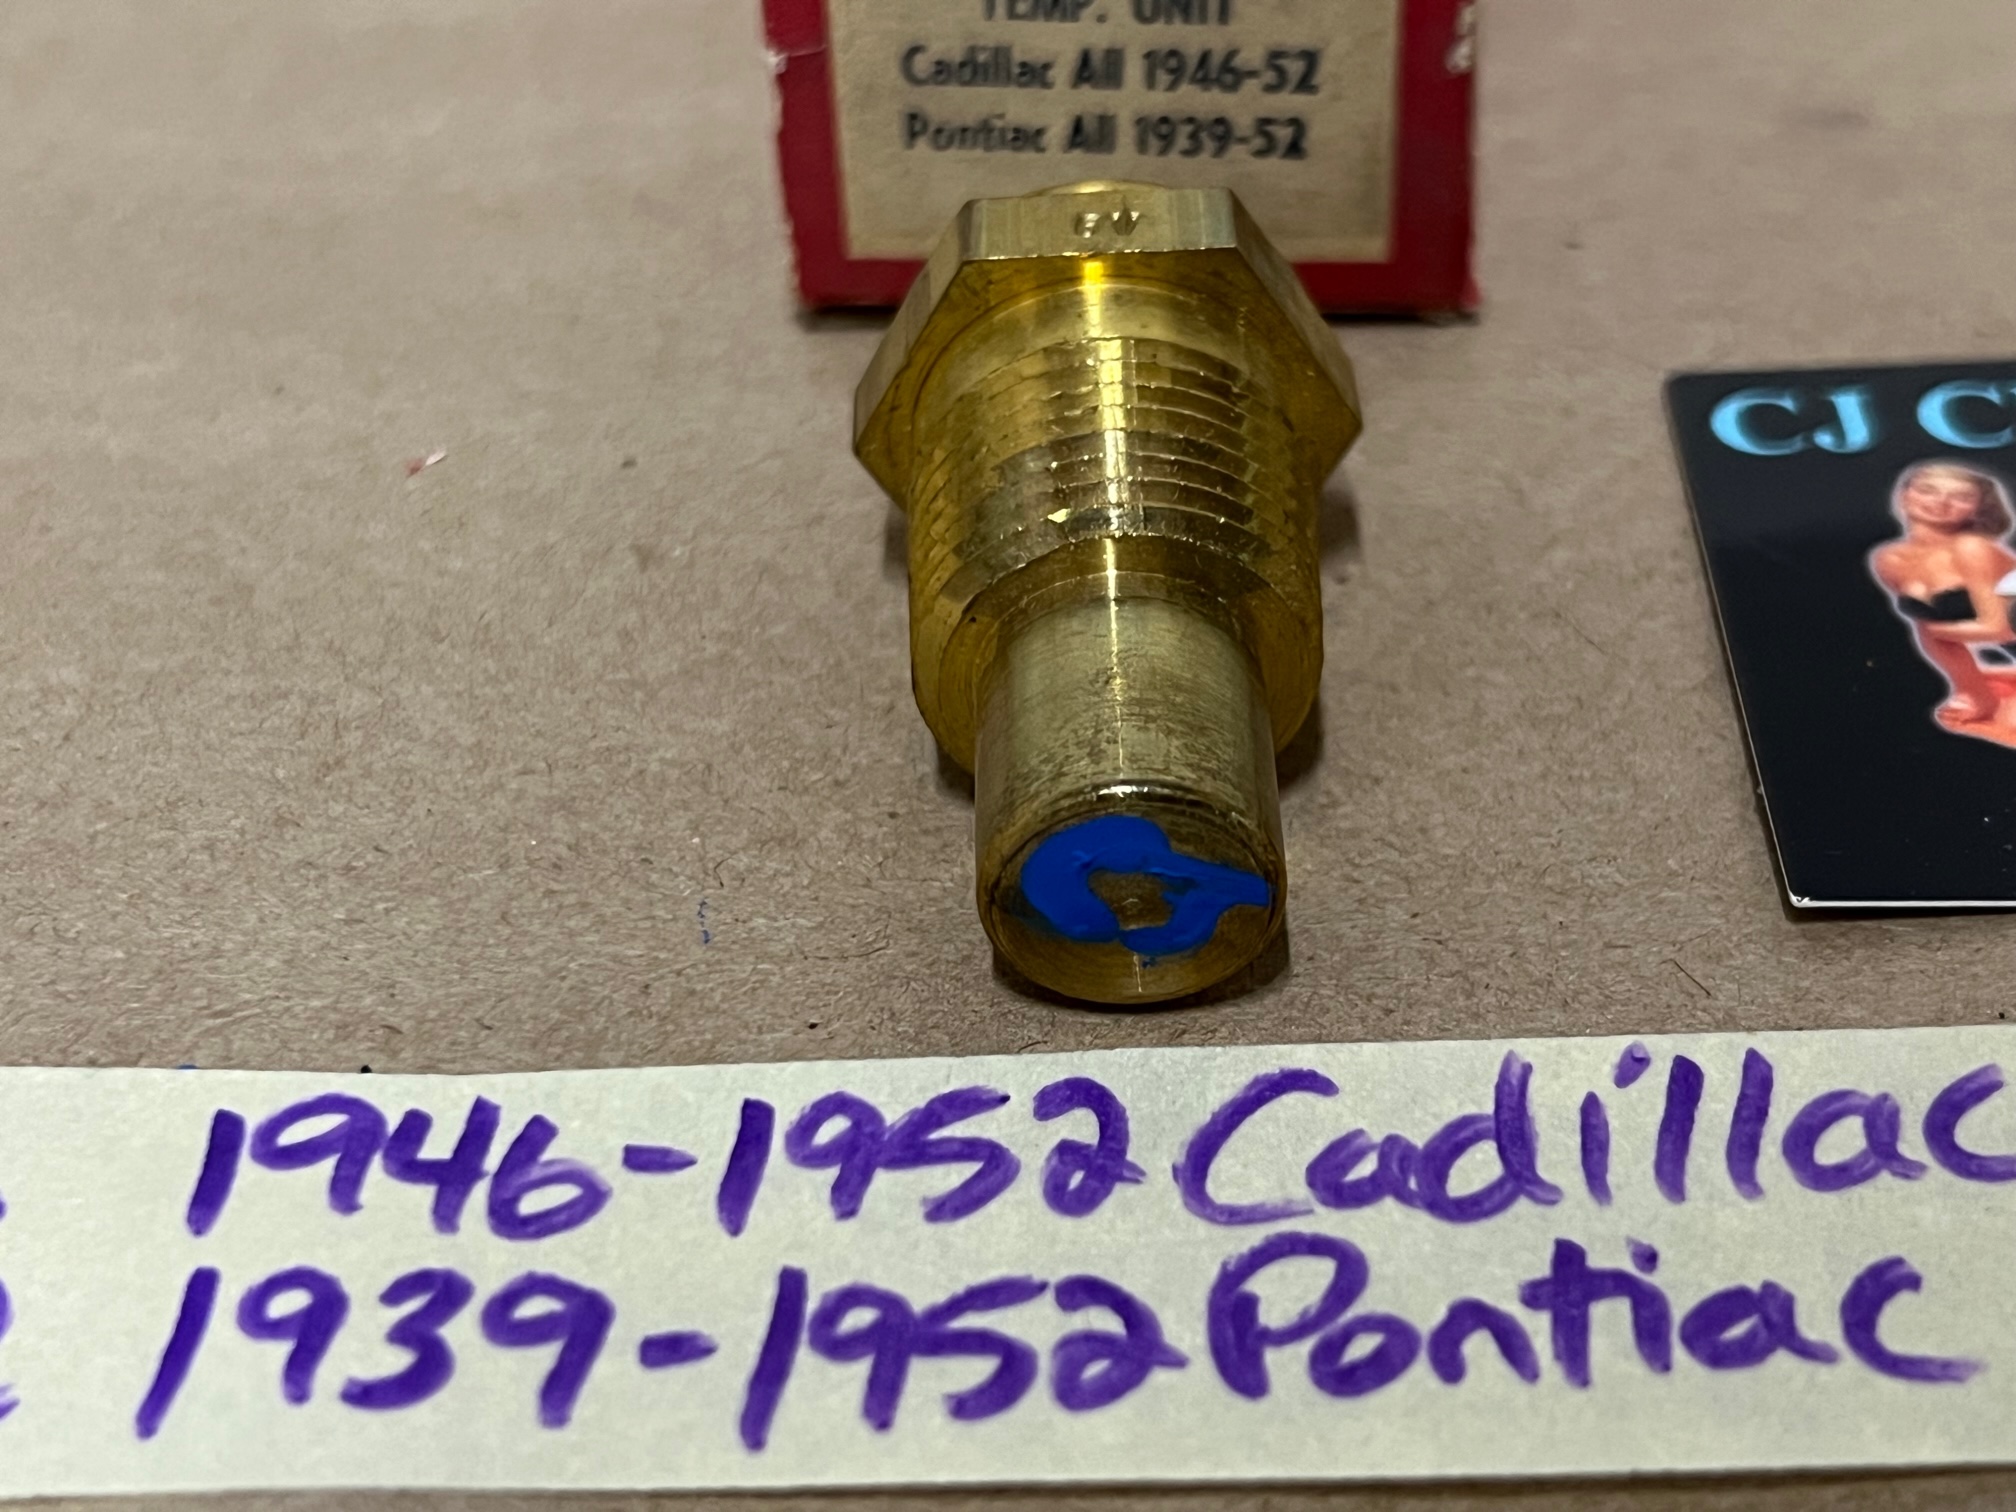 TEMP. UNIT
Cadillac All 1946-52
Pontiac All 1939-52
CJ C
1946-1952 Cadillac
1939-1952 Pontiac